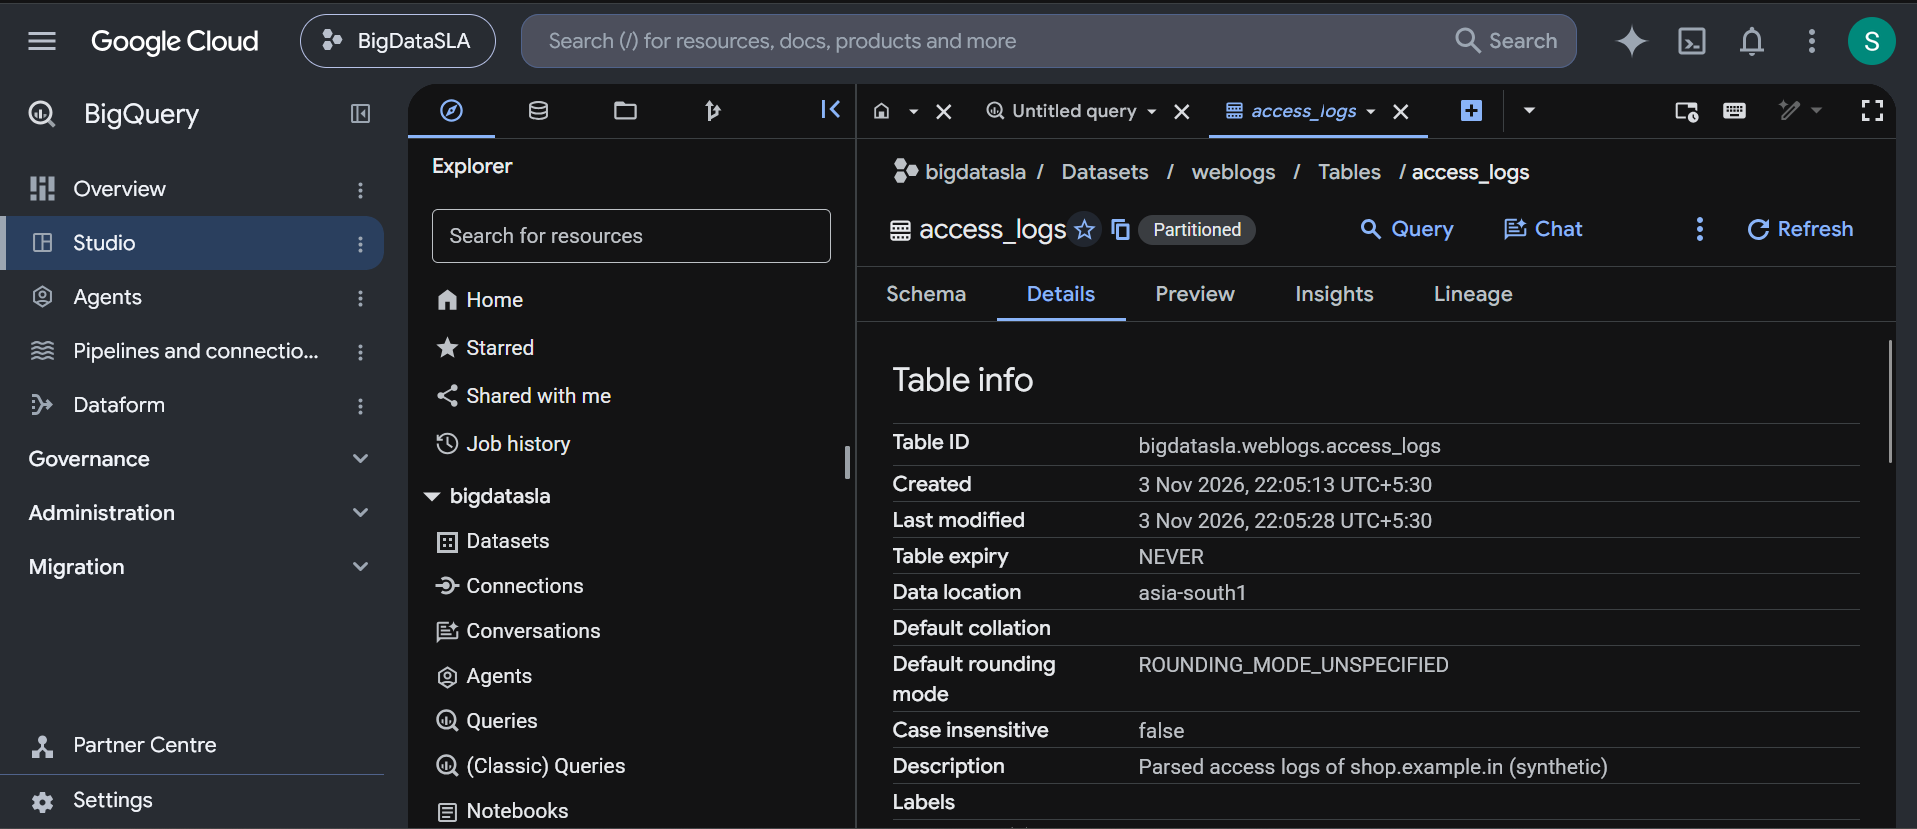 Google Cloud
BigDataSLA
Search (/) for resources, docs, products and more
Search
S
BigQuery
Overview
Studio
Agents
Pipelines and connectio...
Dataform
Governance
Administration
Migration
Partner Centre
Settings
Explorer
Search for resources
Home
Starred
Shared with me
Job history
bigdatasla
Datasets
Connections
Conversations
Agents
Queries
(Classic) Queries
Notebooks
Untitled query
access_logs
bigdatasla / Datasets / weblogs / Tables / access_logs
access_logs Partitioned
Query
Chat
Refresh
Schema Details Preview Insights Lineage
Table info
Table ID bigdatasla.weblogs.access_logs
Created 3 Nov 2026, 22:05:13 UTC+5:30
Last modified 3 Nov 2026, 22:05:28 UTC+5:30
Table expiry NEVER
Data location asia-south1
Default collation
Default rounding mode ROUNDING_MODE_UNSPECIFIED
Case insensitive false
Description Parsed access logs of shop.example.in (synthetic)
Labels